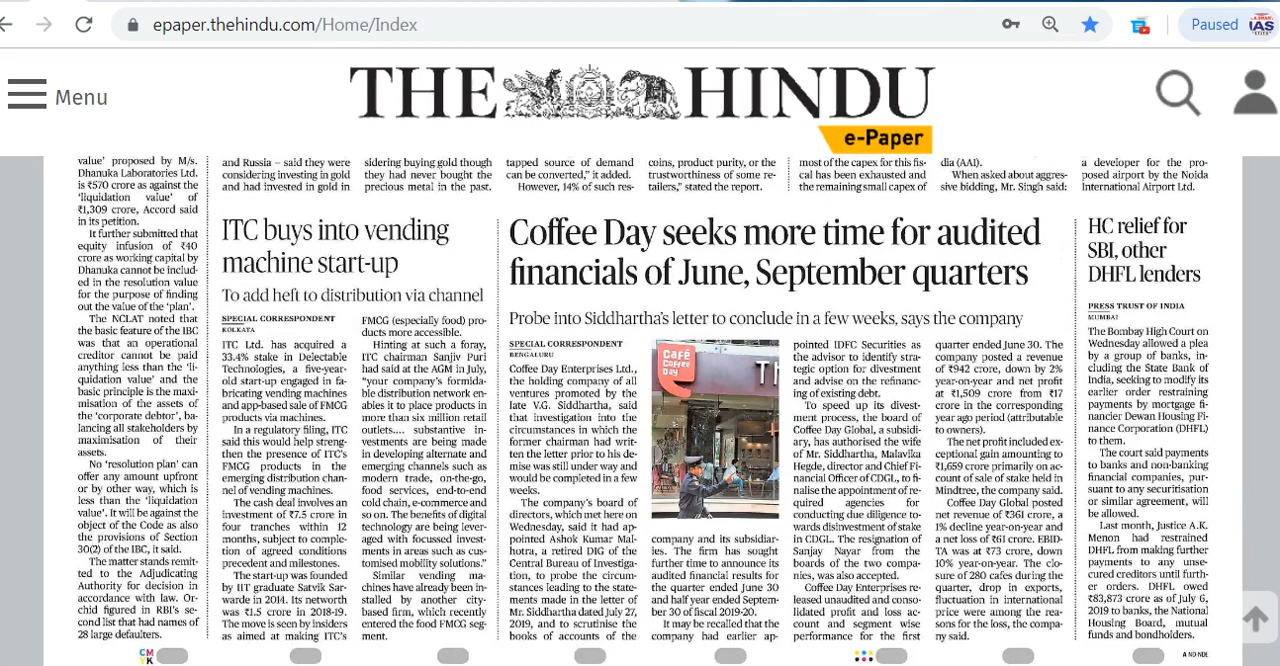 epaper.thehindu.com/Home/Index
Paused
IAS
Menu
THE HINDU
e-Paper
value’ proposed by M/s.
Dhanuka Laboratories Ltd.
is ₹570 crore as against the
‘liquidation value’ of
₹1,309 crore, Accord said
in its petition.
It further submitted that
equity infusion of ₹40
crore as working capital by
Dhanuka cannot be includ-
ed in the resolution value
for the purpose of finding
out the value of the ‘plan’.
The NCLAT noted that
the basic feature of the IBC
was that an operational
creditor cannot be paid
anything less than the ‘li-
quidation value’ and the
basic principle is the maxi-
misation of the assets of
the ‘corporate debtor’, ba-
lancing all stakeholders by
maximisation of their
assets.
No ‘resolution plan’ can
offer any amount upfront
or by other way, which is
less than the ‘liquidation
value’. It will be against the
object of the Code as also
the provisions of Section
30(2) of the IBC, it said.
The matter stands remit-
ted to the Adjudicating
Authority for decision in
accordance with law. Or-
chid figured in RBI’s se-
cond list that had names of
28 large defaulters.
and Russia – said they were
considering investing in gold
and had invested in gold in
sidering buying gold though
they had never bought the
precious metal in the past.
tapped source of demand
can be converted,” it added.
However, 14% of such res-
coins, product purity, or the
trustworthiness of some re-
tailers,” stated the report.
most of the capex for this fis-
cal has been exhausted and
the remaining small capex of
dia (AAI).
When asked about aggres-
sive bidding, Mr. Singh said:
a developer for the pro-
posed airport by the Noida
International Airport Ltd.
ITC buys into vending
machine start-up
To add heft to distribution via channel
SPECIAL CORRESPONDENT
KOLKATA
ITC Ltd. has acquired a
33.4% stake in Delectable
Technologies, a five-year-
old start-up engaged in fa-
bricating vending machines
and app-based sale of FMCG
products via machines.
In a regulatory filing, ITC
said this would help streng-
then the presence of ITC’s
FMCG products in the
emerging distribution chan-
nel of vending machines.
The cash deal involves an
investment of ₹7.5 crore in
four tranches within 12
months, subject to comple-
tion of agreed conditions
precedent and milestones.
The start-up was founded
by IIT graduate Satvik Sar-
warde in 2014. Its networth
was ₹1.5 crore in 2018-19.
The move is seen by insiders
as aimed at making ITC’s
FMCG (especially food) pro-
ducts more accessible.
Hinting at such a foray,
ITC chairman Sanjiv Puri
had said at the AGM in July,
“your company’s formida-
ble distribution network en-
ables it to place products in
more than six million retail
outlets.... substantive in-
vestments are being made
in developing alternate and
emerging channels such as
modern trade, on-the-go,
food services, end-to-end
cold chain, e-commerce and
so on. The benefits of digital
technology are being lever-
aged with focussed invest-
ments in areas such as cus-
tomised mobility solutions.”
Similar vending ma-
chines have already been in-
stalled by another city-
based firm, which recently
entered the food FMCG seg-
ment.
Coffee Day seeks more time for audited
financials of June, September quarters
Probe into Siddhartha’s letter to conclude in a few weeks, says the company
SPECIAL CORRESPONDENT
BENGALURU
Coffee Day Enterprises Ltd.,
the holding company of all
ventures promoted by the
late V.G. Siddhartha, said
that investigation into the
circumstances in which the
former chairman had writ-
ten the letter prior to his de-
mise was still under way and
would be completed in a few
weeks.
The company’s board of
directors, which met here on
Wednesday, said it had ap-
pointed Ashok Kumar Mal-
hotra, a retired DIG of the
Central Bureau of Investiga-
tion, to probe the circum-
stances leading to the state-
ments made in the letter of
Mr. Siddhartha dated July 27,
2019, and to scrutinise the
books of accounts of the
Café
Coffee
Day
company and its subsidiar-
ies. The firm has sought
further time to announce its
audited financial results for
the quarter ended June 30
and half year ended Septem-
ber 30 of fiscal 2019-20.
It may be recalled that the
company had earlier ap-
pointed IDFC Securities as
the advisor to identify stra-
tegic option for divestment
and advise on the refinanc-
ing of existing debt.
To speed up its divest-
ment process, the board of
Coffee Day Global, a subsidi-
ary, has authorised the wife
of Mr. Siddhartha, Malavika
Hegde, director and Chief Fi-
nancial Officer of CDGL, to fi-
nalise the appointment of re-
quired agencies for
conducting due diligence to-
wards disinvestment of stake
in CDGL. The resignation of
Sanjay Nayar from the
boards of the two compa-
nies, was also accepted.
Coffee Day Enterprises re-
leased unaudited and conso-
lidated profit and loss ac-
count and segment wise
performance for the first
quarter ended June 30. The
company posted a revenue
of ₹942 crore, down by 2%
year-on-year and net profit
at ₹1,509 crore from ₹17
crore in the corresponding
year ago period (attributable
to owners).
The net profit included ex-
ceptional gain amounting to
₹1,659 crore primarily on ac-
count of sale of stake held in
Mindtree, the company said.
Coffee Day Global posted
net revenue of ₹361 crore, a
1% decline year-on-year and
a net loss of ₹61 crore. EBID-
TA was at ₹73 crore, down
10% year-on-year. The clo-
sure of 280 cafes during the
quarter, drop in exports,
fluctuation in international
price were among the rea-
sons for the loss, the compa-
ny said.
HC relief for
SBI, other
DHFL lenders
PRESS TRUST OF INDIA
MUMBAI
The Bombay High Court on
Wednesday allowed a plea
by a group of banks, in-
cluding the State Bank of
India, seeking to modify its
earlier order restraining
payments by mortgage fi-
nancier Dewan Housing Fi-
nance Corporation (DHFL)
to them.
The court said payments
to banks and non-banking
financial companies, pur-
suant to any securitisation
or similar agreement, will
be allowed.
Last month, Justice A.K.
Menon had restrained
DHFL from making further
payments to any unse-
cured creditors until furth-
er orders. DHFL owed
₹83,873 crore as of July 6,
2019 to banks, the National
Housing Board, mutual
funds and bondholders.
CM
YK
A ND-NDE